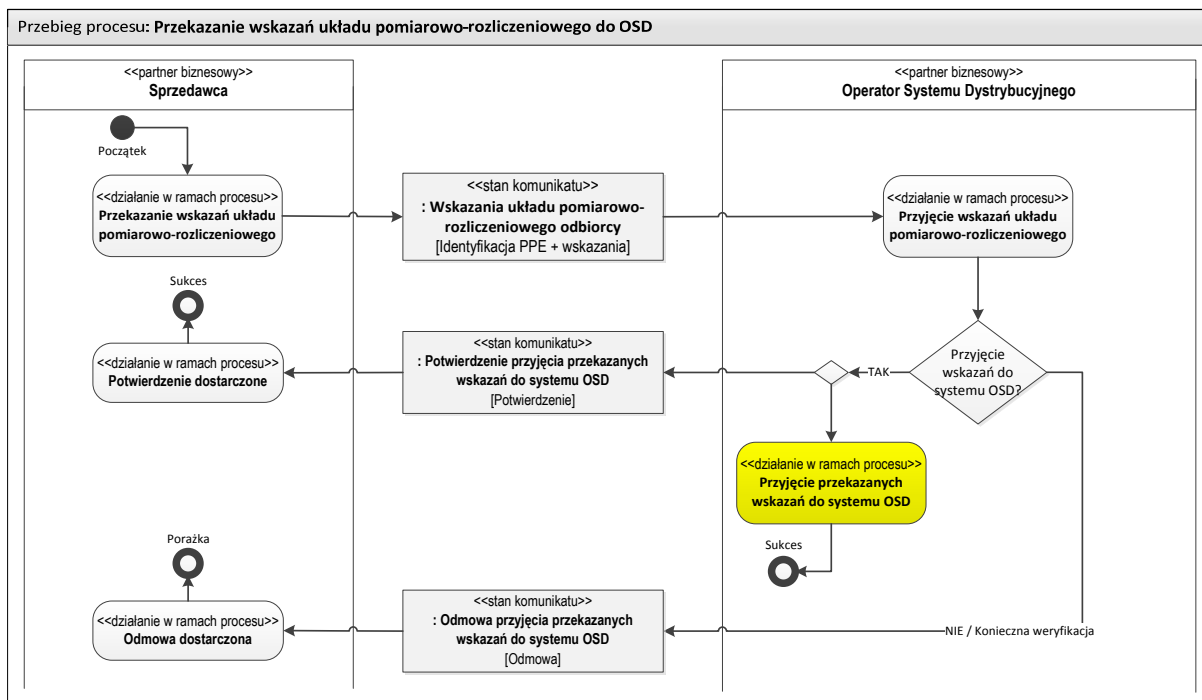 Przebieg procesu: Przekazanie wskazań układu pomiarowo-rozliczeniowego do OSD
<<partner biznesowy>>
Sprzedawca
<<partner biznesowy>>
Operator Systemu Dystrybucyjnego
Początek
<<działanie w ramach procesu>>
Przekazanie wskazań układu
pomiarowo-rozliczeniowego
<<stan komunikatu>>
: Wskazania układu pomiarowo-
rozliczeniowego odbiorcy
[Identyfikacja PPE + wskazania]
<<działanie w ramach procesu>>
Przyjęcie wskazań układu
pomiarowo-rozliczeniowego
Sukces
<<działanie w ramach procesu>>
Potwierdzenie dostarczone
<<stan komunikatu>>
: Potwierdzenie przyjęcia przekazanych
wskazań do systemu OSD
[Potwierdzenie]
TAK
Przyjęcie
wskazań do
systemu OSD?
<<działanie w ramach procesu>>
Przyjęcie przekazanych
wskazań do systemu OSD
Sukces
Porażka
<<działanie w ramach procesu>>
Odmowa dostarczona
<<stan komunikatu>>
: Odmowa przyjęcia przekazanych
wskazań do systemu OSD
[Odmowa]
NIE / Konieczna weryfikacja